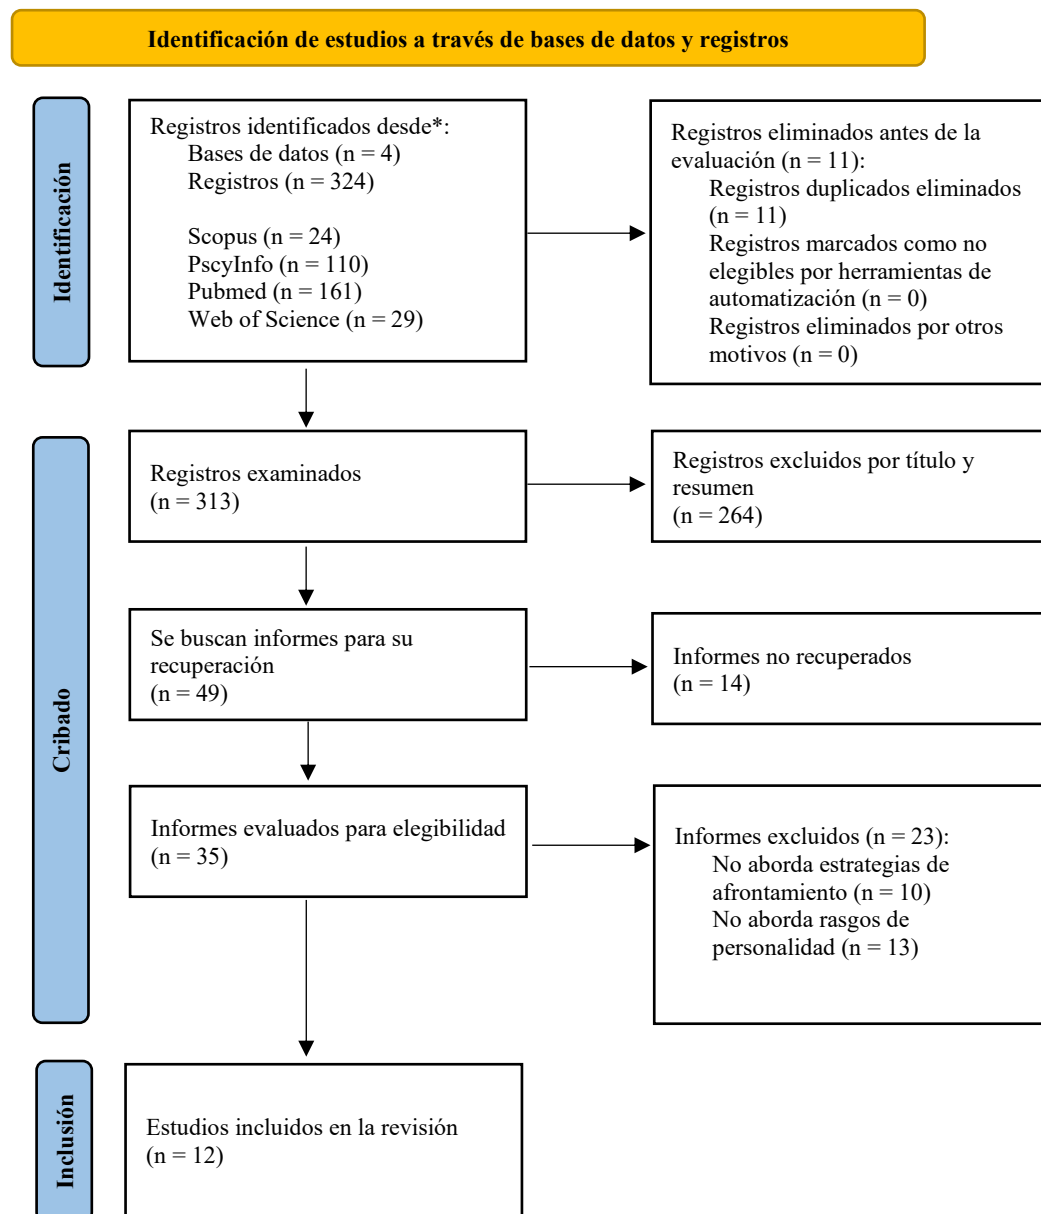 Identificación de estudios a través de bases de datos y registros
Identificación
Registros identificados desde*:
Bases de datos (n = 4)
Registros (n = 324)
Scopus (n = 24)
PscyInfo (n = 110)
Pubmed (n = 161)
Web of Science (n = 29)
Registros eliminados antes de la
evaluación (n = 11):
Registros duplicados eliminados
(n = 11)
Registros marcados como no
elegibles por herramientas de
automatización (n = 0)
Registros eliminados por otros
motivos (n = 0)
Cribado
Registros examinados
(n = 313)
Registros excluidos por título y
resumen
(n = 264)
Se buscan informes para su
recuperación
(n = 49)
Informes no recuperados
(n = 14)
Informes evaluados para elegibilidad
(n = 35)
Informes excluidos (n = 23):
No aborda estrategias de
afrontamiento (n = 10)
No aborda rasgos de
personalidad (n = 13)
Inclusión
Estudios incluidos en la revisión
(n = 12)